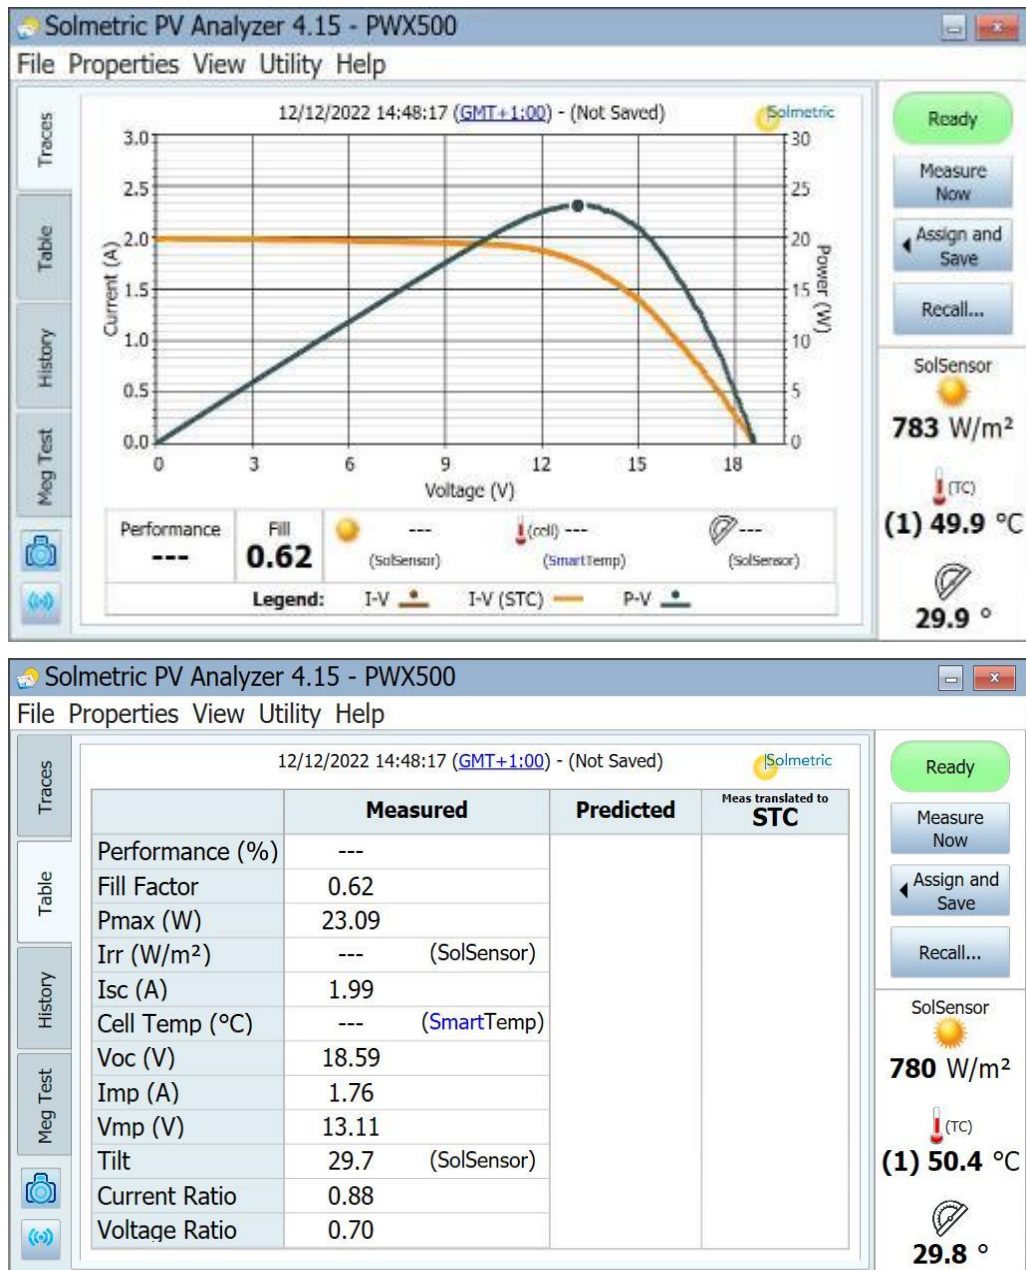 Solmetric PV Analyzer 4.15 - PWX500
File Properties View Utility Help
Traces
Table
History
Meg Test
12/12/2022 14:48:17 (GMT+1:00) - (Not Saved)
Solmetric
3.0
2.5
2.0
1.5
1.0
0.5
0.0
Current (A)
30
25
20
15
10
5
0
Power (W)
0 3 6 9 12 15 18
Voltage (V)
Performance
---
Fill
0.62
---
(SolSensor)
(cell) ---
(SmartTemp)
---
(SolSensor)
Legend: I-V I-V (STC) P-V
Ready
Measure
Now
Assign and
Save
Recall...
SolSensor
783 W/m²
(TC)
(1) 49.9 °C
29.9 °
Solmetric PV Analyzer 4.15 - PWX500
File Properties View Utility Help
Traces
Table
History
Meg Test
12/12/2022 14:48:17 (GMT+1:00) - (Not Saved)
Solmetric
Measured Predicted Meas translated to
STC
Performance (%) ---
Fill Factor 0.62
Pmax (W) 23.09
Irr (W/m²) --- (SolSensor)
Isc (A) 1.99
Cell Temp (°C) --- (SmartTemp)
Voc (V) 18.59
Imp (A) 1.76
Vmp (V) 13.11
Tilt 29.7 (SolSensor)
Current Ratio 0.88
Voltage Ratio 0.70
Ready
Measure
Now
Assign and
Save
Recall...
SolSensor
780 W/m²
(TC)
(1) 50.4 °C
29.8 °